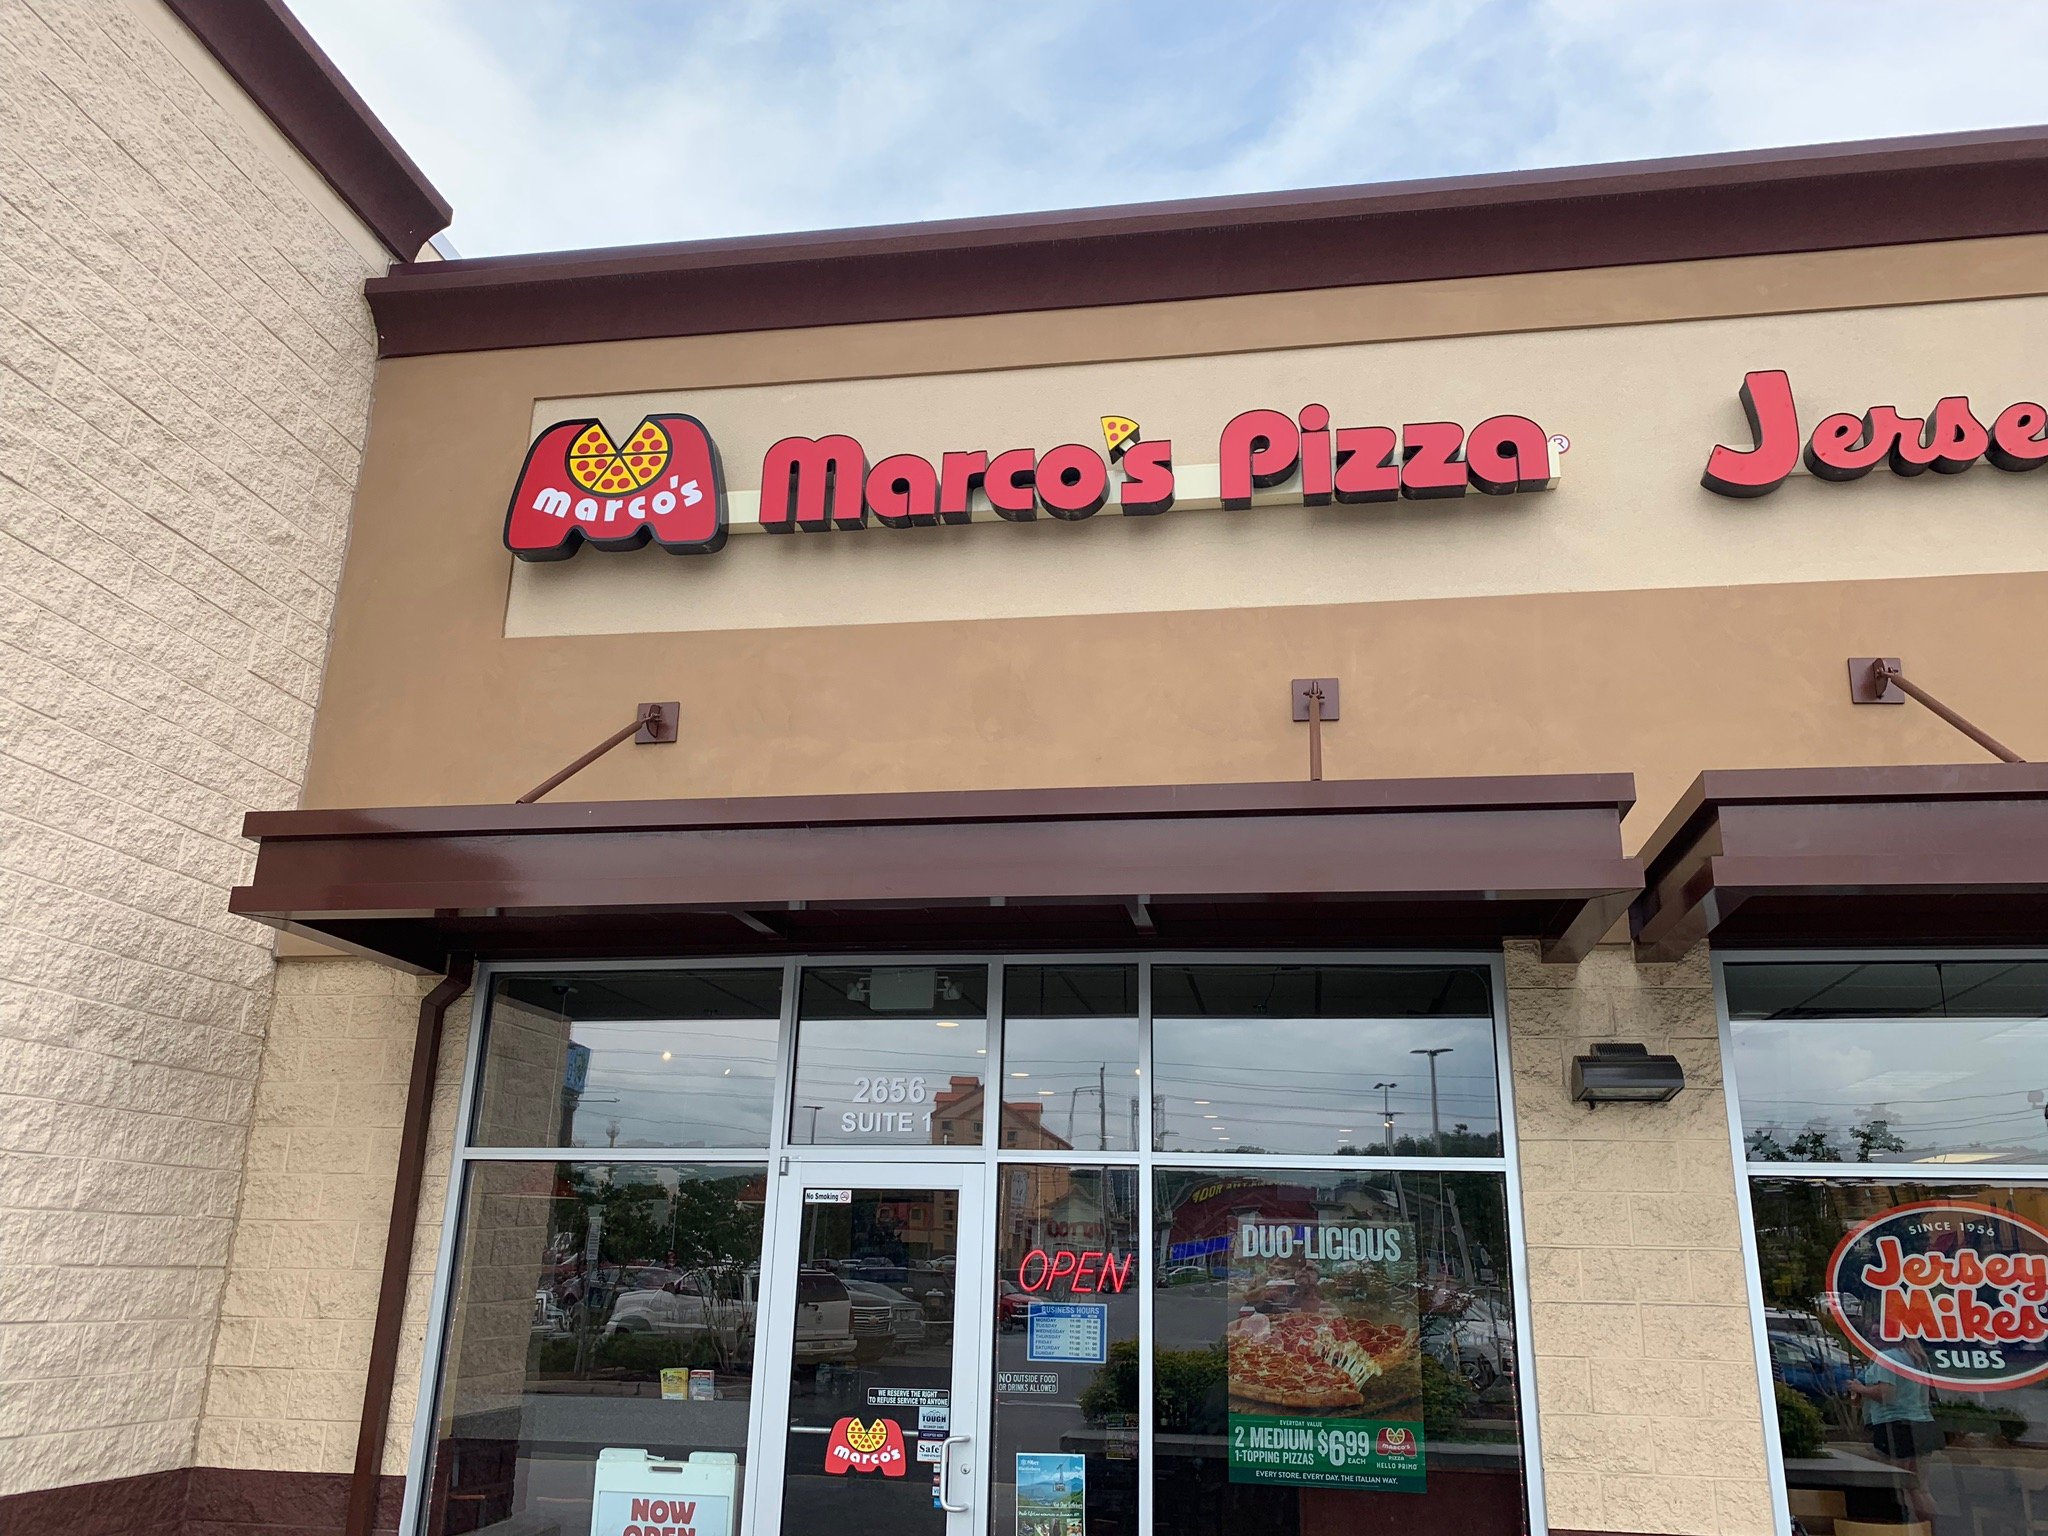 marco's
Marco's Pizza®
Jerse
2656
SUITE 1
No Smoking
OPEN
BUSINESS HOURS
MONDAY
TUESDAY
WEDNESDAY
THURSDAY
FRIDAY
SATURDAY
SUNDAY
NO OUTSIDE FOOD
OR DRINKS ALLOWED
WE RESERVE THE RIGHT
TO REFUSE SERVICE TO ANYONE
TOUGH
Safe
marco's
NOW
OPEN
DUO-LICIOUS
EVERYDAY VALUE
2 MEDIUM
1-TOPPING PIZZAS
$6.99
EACH
marco's
PIZZA
HELLO PRIMO
EVERY STORE. EVERY DAY. THE ITALIAN WAY.
SINCE 1956
Jersey
Mike's
SUBS